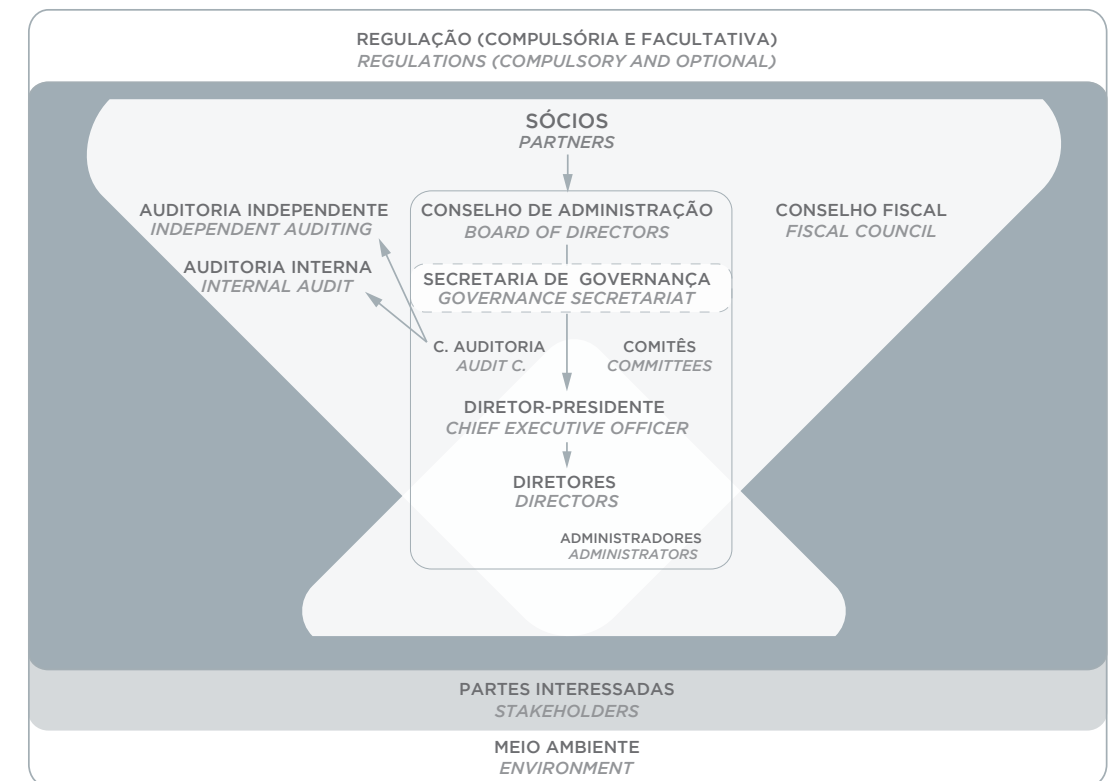 REGULAÇÃO (COMPULSÓRIA E FACULTATIVA)
REGULATIONS (COMPULSORY AND OPTIONAL)
SÓCIOS
PARTNERS
AUDITORIA INDEPENDENTE
INDEPENDENT AUDITING
CONSELHO DE ADMINISTRAÇÃO
BOARD OF DIRECTORS
CONSELHO FISCAL
FISCAL COUNCIL
AUDITORIA INTERNA
INTERNAL AUDIT
SECRETARIA DE GOVERNANÇA
GOVERNANCE SECRETARIAT
C. AUDITORIA
AUDIT C.
COMITÊS
COMMITTEES
DIRETOR-PRESIDENTE
CHIEF EXECUTIVE OFFICER
DIRETORES
DIRECTORS
ADMINISTRADORES
ADMINISTRATORS
PARTES INTERESSADAS
STAKEHOLDERS
MEIO AMBIENTE
ENVIRONMENT